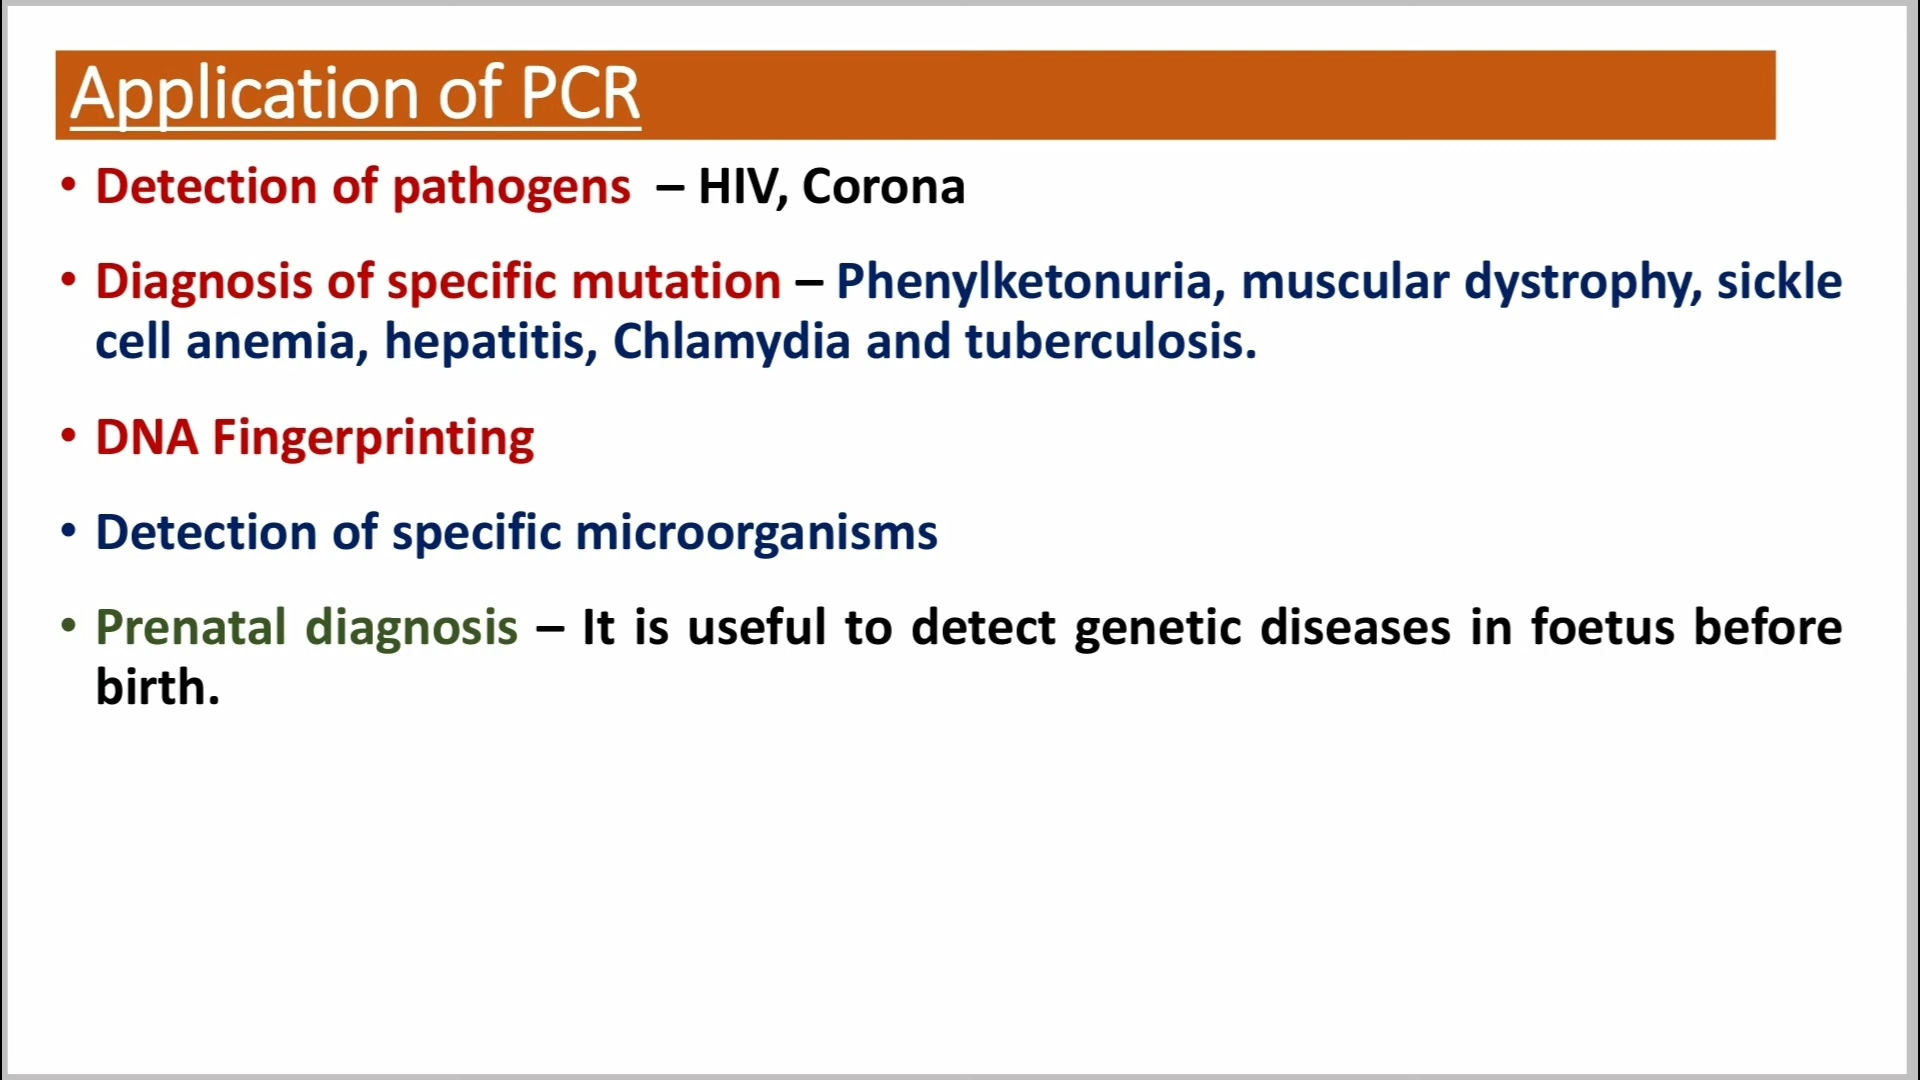 Application of PCR
• Detection of pathogens – HIV, Corona
• Diagnosis of specific mutation – Phenylketonuria, muscular dystrophy, sickle
cell anemia, hepatitis, Chlamydia and tuberculosis.
• DNA Fingerprinting
• Detection of specific microorganisms
• Prenatal diagnosis – It is useful to detect genetic diseases in foetus before
birth.